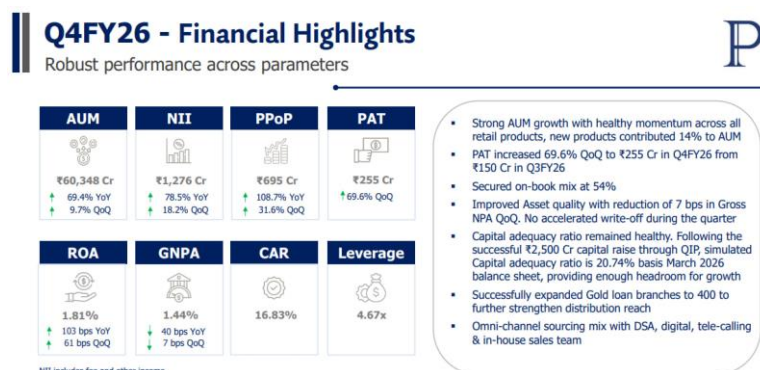 Q4FY26 - Financial Highlights
Robust performance across parameters
P
AUM
₹60,348 Cr
69.4% YoY
9.7% QoQ
NII
₹1,276 Cr
78.5% YoY
18.2% QoQ
PPoP
₹695 Cr
108.7% YoY
31.6% QoQ
PAT
₹255 Cr
69.6% QoQ
ROA
1.81%
103 bps YoY
61 bps QoQ
GNPA
1.44%
40 bps YoY
7 bps QoQ
CAR
16.83%
Leverage
4.67x
▪ Strong AUM growth with healthy momentum across all
retail products, new products contributed 14% to AUM
▪ PAT increased 69.6% QoQ to ₹255 Cr in Q4FY26 from
₹150 Cr in Q3FY26
▪ Secured on-book mix at 54%
▪ Improved Asset quality with reduction of 7 bps in Gross
NPA QoQ. No accelerated write-off during the quarter
▪ Capital adequacy ratio remained healthy. Following the
successful ₹2,500 Cr capital raise through QIP, simulated
Capital adequacy ratio is 20.74% basis March 2026
balance sheet, providing enough headroom for growth
▪ Successfully expanded Gold loan branches to 400 to
further strengthen distribution reach
▪ Omni-channel sourcing mix with DSA, digital, tele-calling
& in-house sales team
NII includes fee and other income